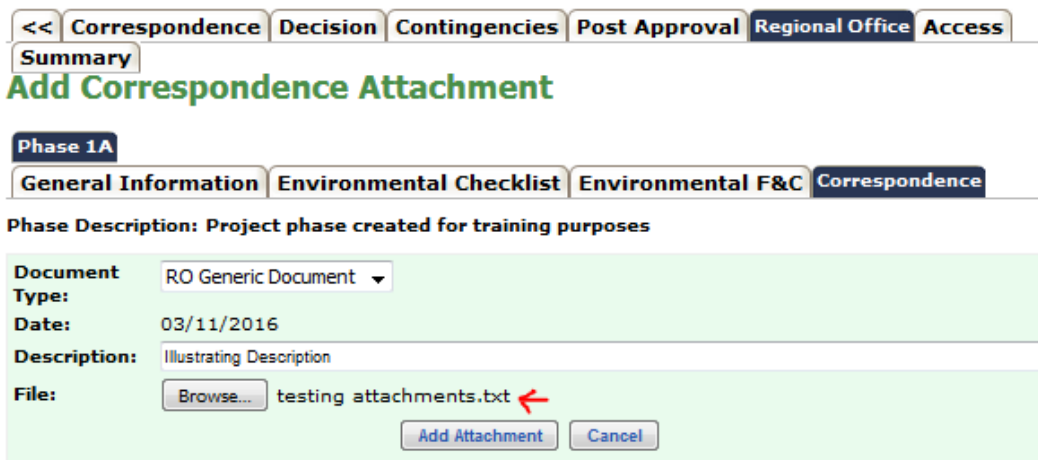 << Correspondence Decision Contingencies Post Approval Regional Office Access
Summary
Add Correspondence Attachment
Phase 1A
General Information Environmental Checklist Environmental F&C Correspondence
Phase Description: Project phase created for training purposes
Document Type: RO Generic Document
Date: 03/11/2016
Description: Illustrating Description
File: Browse... testing attachments.txt
Add Attachment Cancel